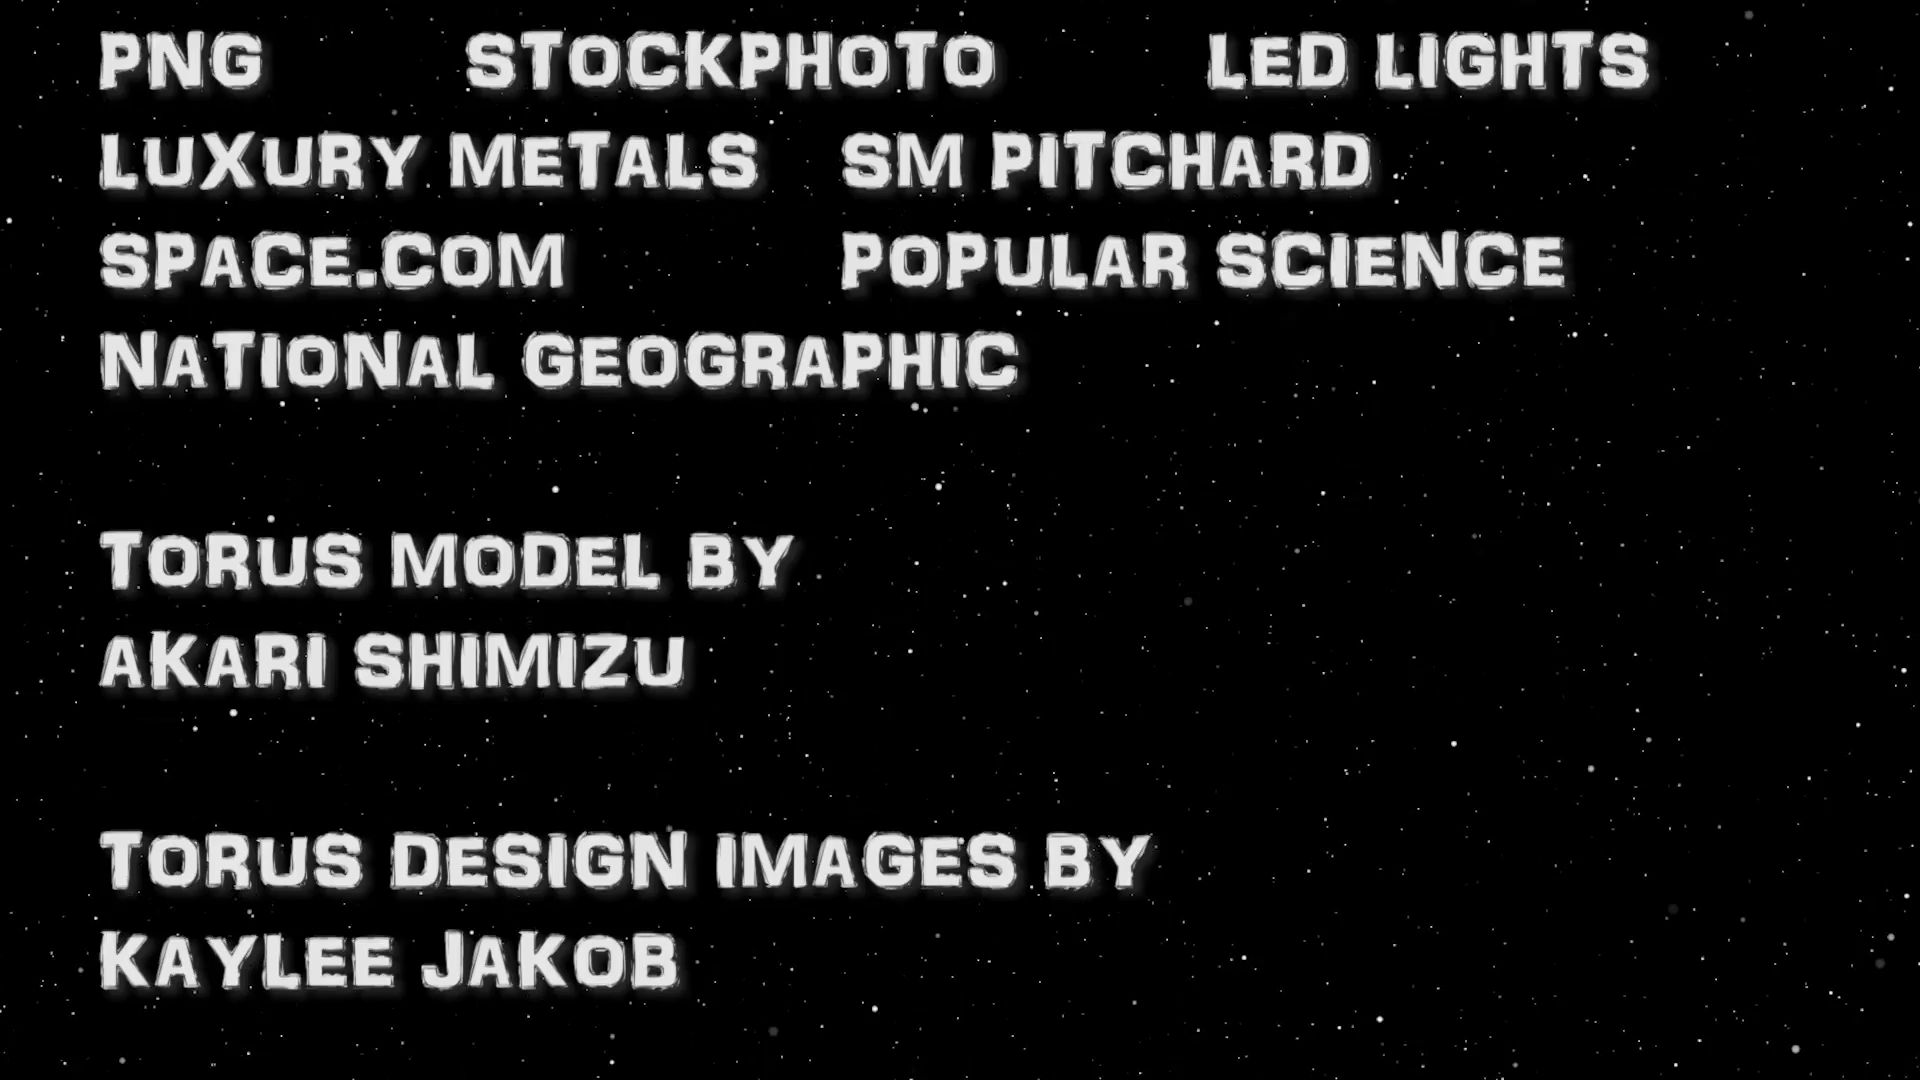 PNG STOCKPHOTO LED LIGHTS
LUXURY METALS SM PITCHARD
SPACE.COM POPULAR SCIENCE
NATIONAL GEOGRAPHIC
TORUS MODEL BY
AKARI SHIMIZU
TORUS DESIGN IMAGES BY
KAYLEE JAKOB